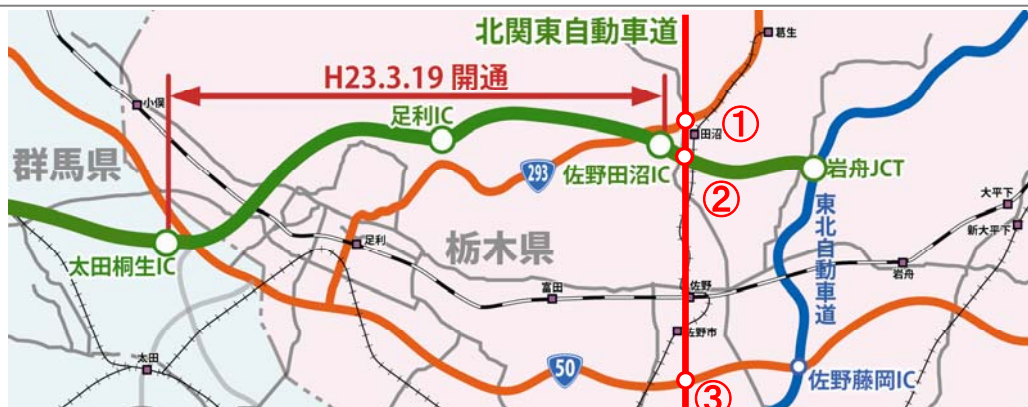 北関東自動車道
葛生
H23.3.19 開通
小俣
足利IC
①
田沼
群馬県
293
佐野田沼IC
岩舟JCT
②
大平下
新大平下
東北自動車道
足利
栃木県
太田桐生IC
岩舟
富田
佐野
佐野市
太田
50
佐野藤岡IC
③